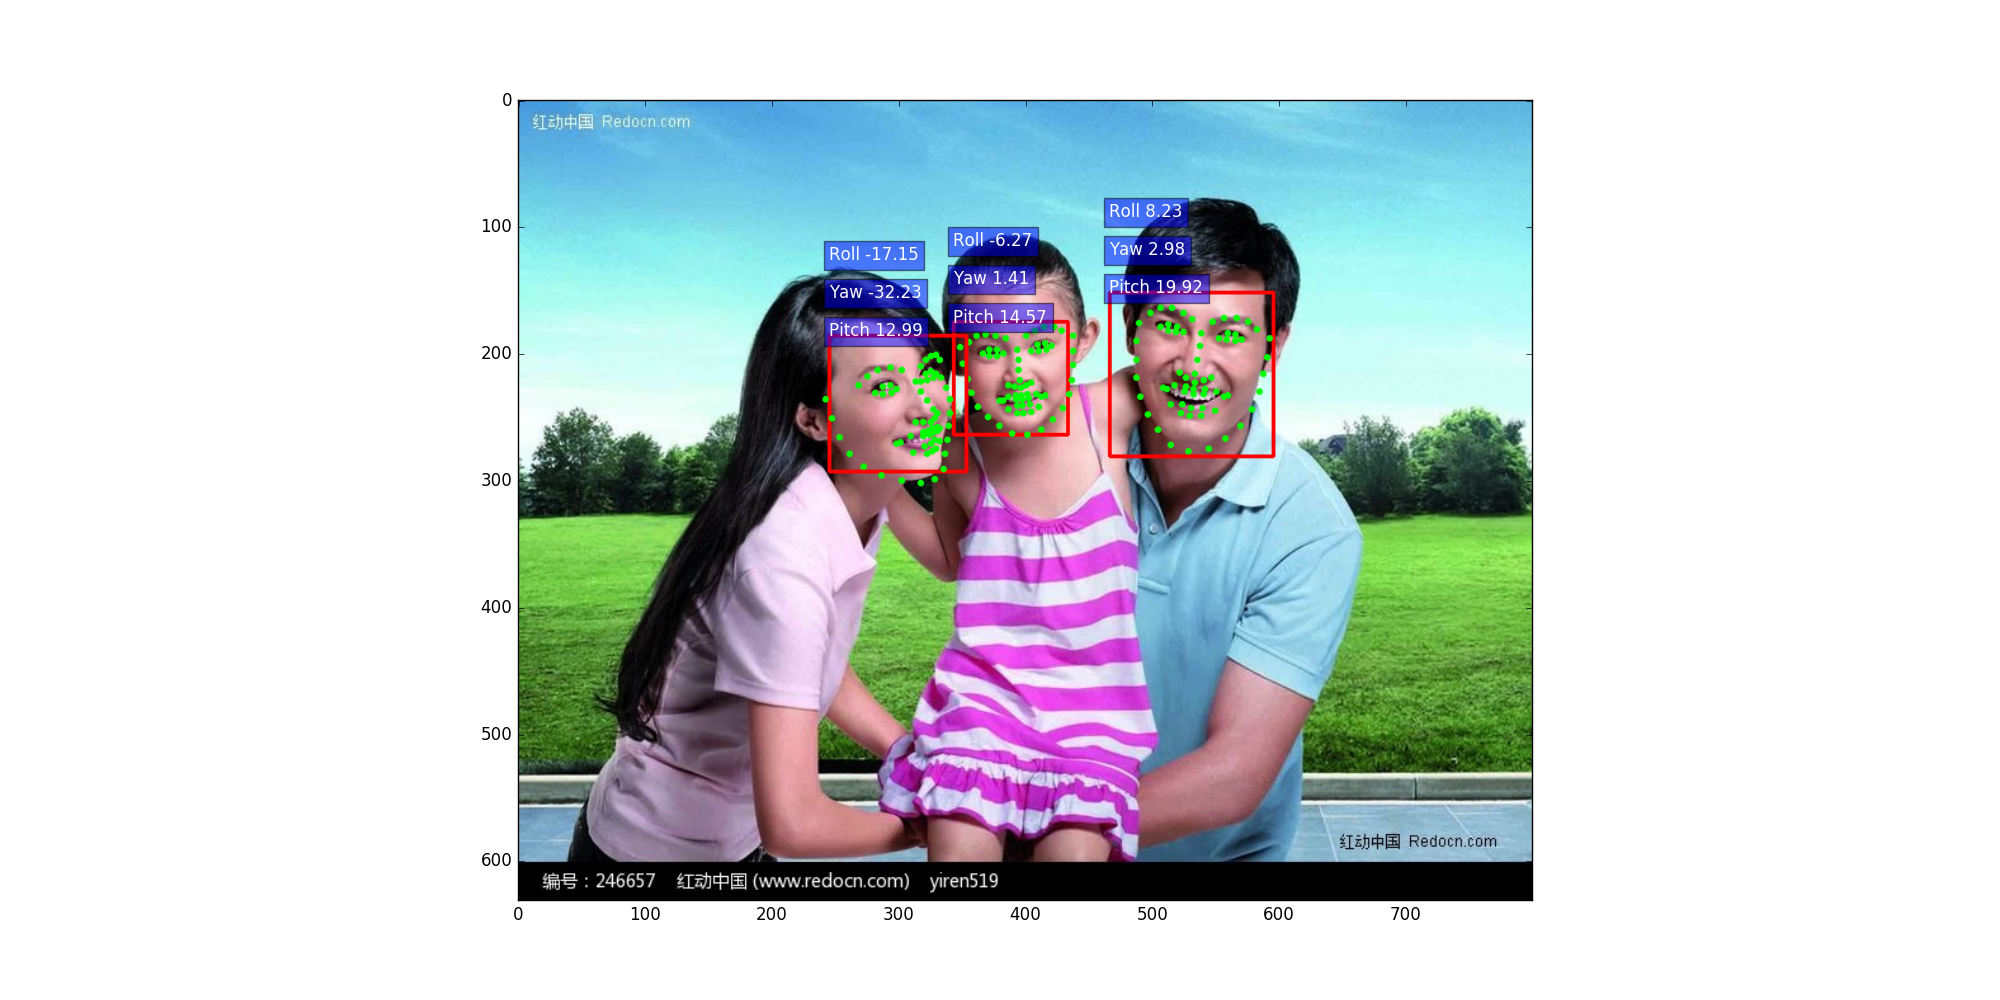 红动中国 Redocn.com
Roll -17.15
Yaw -32.23
Pitch 12.99
Roll -6.27
Yaw 1.41
Pitch 14.57
Roll 8.23
Yaw 2.98
Pitch 19.92
红动中国 Redocn.com
编号：246657 红动中国 (www.redocn.com) yiren519
0
100
200
300
400
500
600
0 100 200 300 400 500 600 700